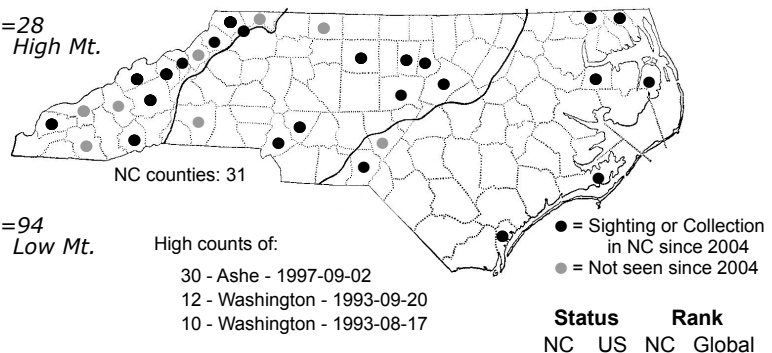 =28
High Mt.
NC counties: 31
=94
Low Mt.
High counts of:
30 - Ashe - 1997-09-02
12 - Washington - 1993-09-20
10 - Washington - 1993-08-17
= Sighting or Collection
in NC since 2004
= Not seen since 2004
Status Rank
NC US NC Global